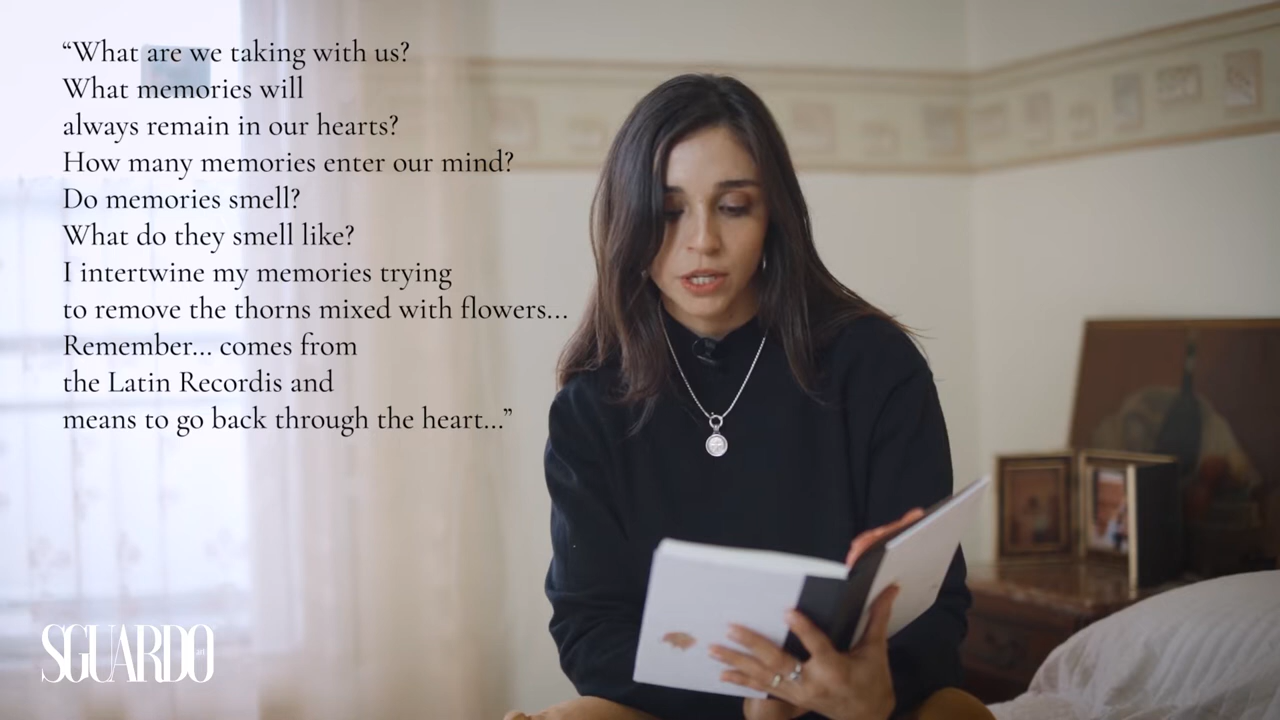 “What are we taking with us?
What memories will
always remain in our hearts?
How many memories enter our mind?
Do memories smell?
What do they smell like?
I intertwine my memories trying
to remove the thorns mixed with flowers...
Remember... comes from
the Latin Recordis and
means to go back through the heart...”
SGUARDO